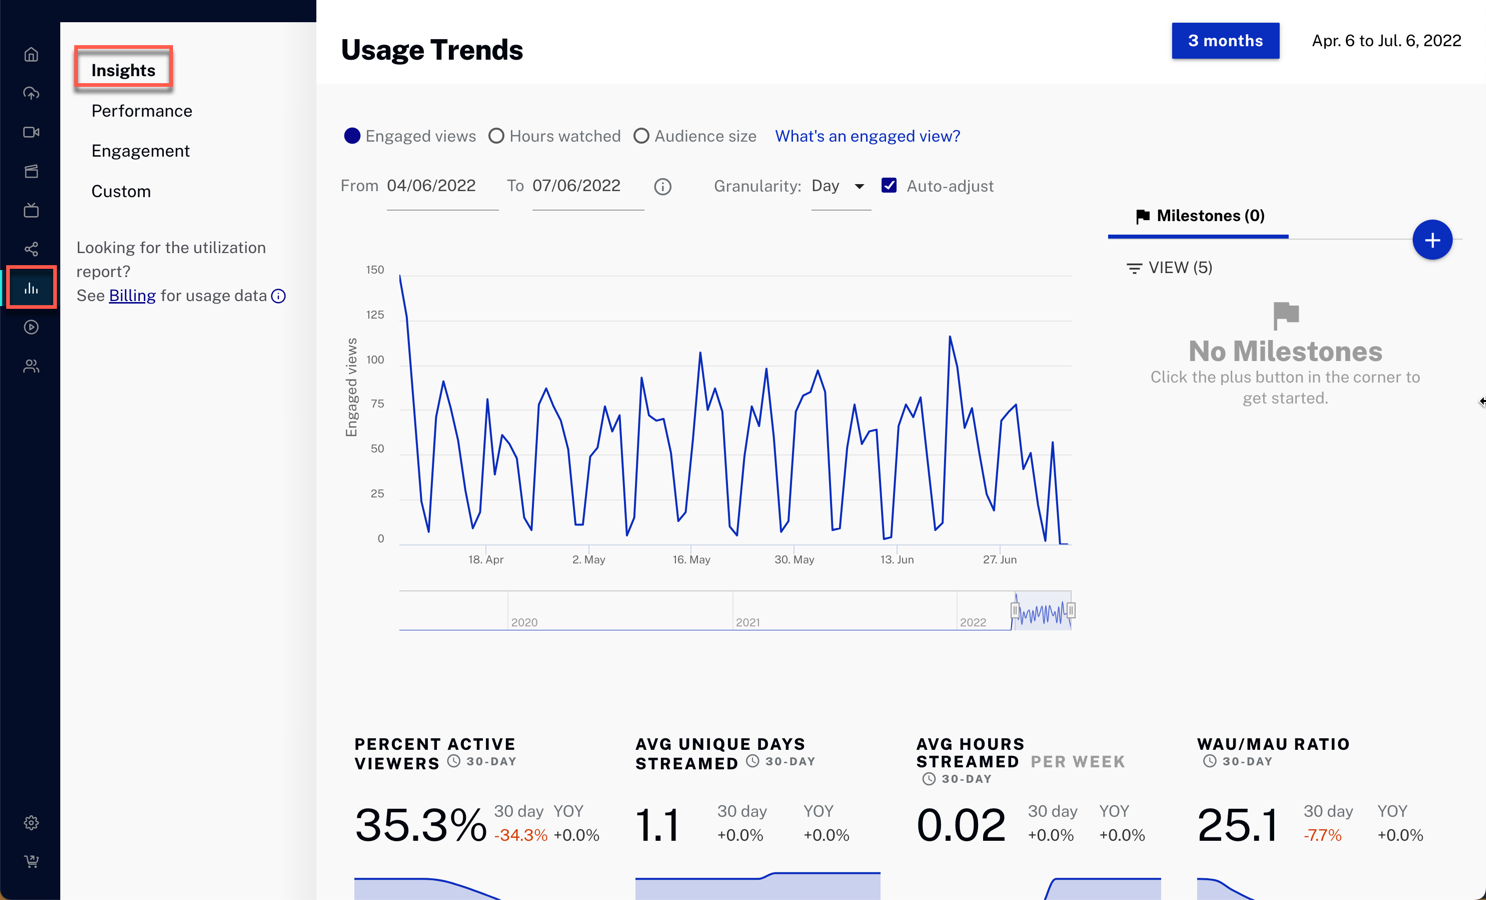 Insights
Performance
Engagement
Custom
Looking for the utilization
report?
See Billing for usage data
Usage Trends
3 months
Apr. 6 to Jul. 6, 2022
Engaged views Hours watched Audience size What's an engaged view?
From 04/06/2022 To 07/06/2022 Granularity: Day Auto-adjust
Milestones (0)
VIEW (5)
No Milestones
Click the plus button in the corner to
get started.
Engaged views
150
125
100
75
50
25
0
18. Apr 2. May 16. May 30. May 13. Jun 27. Jun
2020 2021 2022
PERCENT ACTIVE
VIEWERS 30-DAY
35.3% 30 day YOY
-34.3% +0.0%
AVG UNIQUE DAYS
STREAMED 30-DAY
1.1 30 day YOY
+0.0% +0.0%
AVG HOURS
STREAMED PER WEEK
30-DAY
0.02 30 day YOY
+0.0% +0.0%
WAU/MAU RATIO
30-DAY
25.1 30 day YOY
-7.7% +0.0%